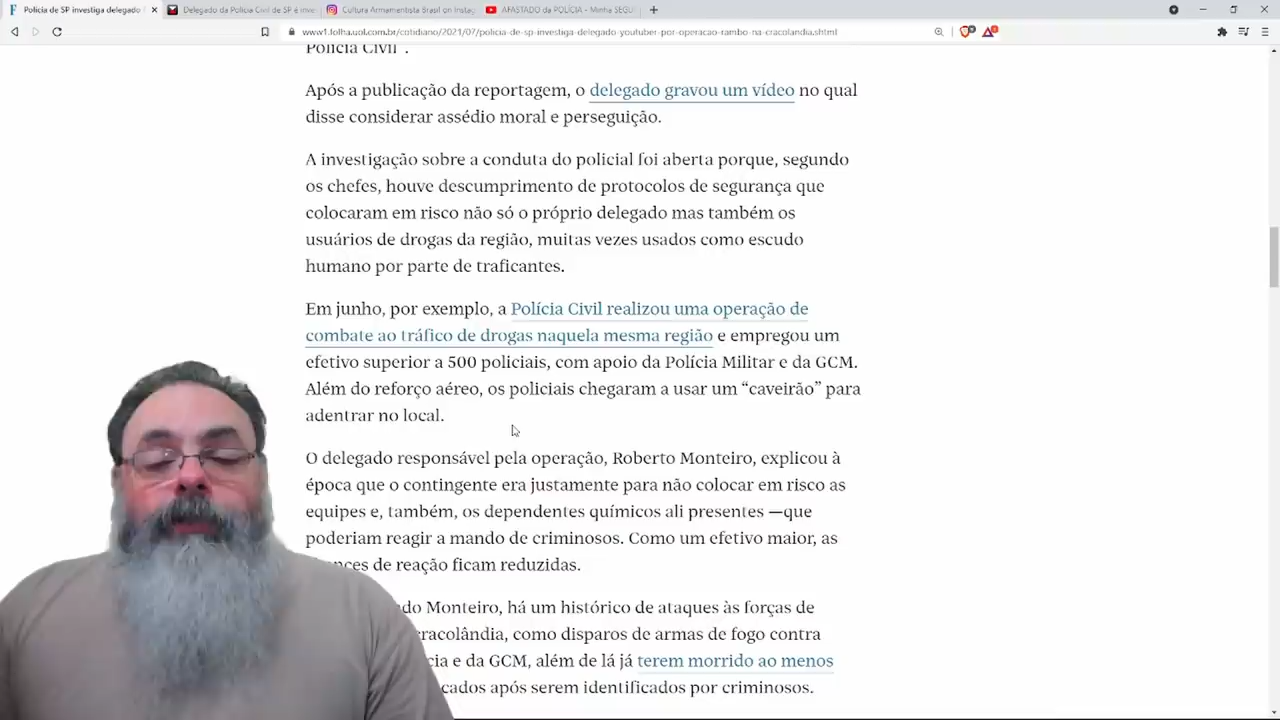 Polícia de SP investiga delegado
Delegado da Polícia Civil de SP é inve
Cultura Armamentista Brasil on Instag
AFASTADO da POLÍCIA - Minha SEGU
www1.folha.uol.com.br/cotidiano/2021/07/policia-de-sp-investiga-delegado-youtuber-por-operacao-rambo-na-cracolandia.shtml
Polícia Civil".
Após a publicação da reportagem, o delegado gravou um vídeo no qual
disse considerar assédio moral e perseguição.
A investigação sobre a conduta do policial foi aberta porque, segundo
os chefes, houve descumprimento de protocolos de segurança que
colocaram em risco não só o próprio delegado mas também os
usuários de drogas da região, muitas vezes usados como escudo
humano por parte de traficantes.
Em junho, por exemplo, a Polícia Civil realizou uma operação de
combate ao tráfico de drogas naquela mesma região e empregou um
efetivo superior a 500 policiais, com apoio da Polícia Militar e da GCM.
Além do reforço aéreo, os policiais chegaram a usar um “caveirão” para
adentrar no local.
O delegado responsável pela operação, Roberto Monteiro, explicou à
época que o contingente era justamente para não colocar em risco as
equipes e, também, os dependentes químicos ali presentes —que
poderiam reagir a mando de criminosos. Como um efetivo maior, as
de reação ficam reduzidas.
Monteiro, há um histórico de ataques às forças de
cracolândia, como disparos de armas de fogo contra
e da GCM, além de lá já terem morrido ao menos
após serem identificados por criminosos.